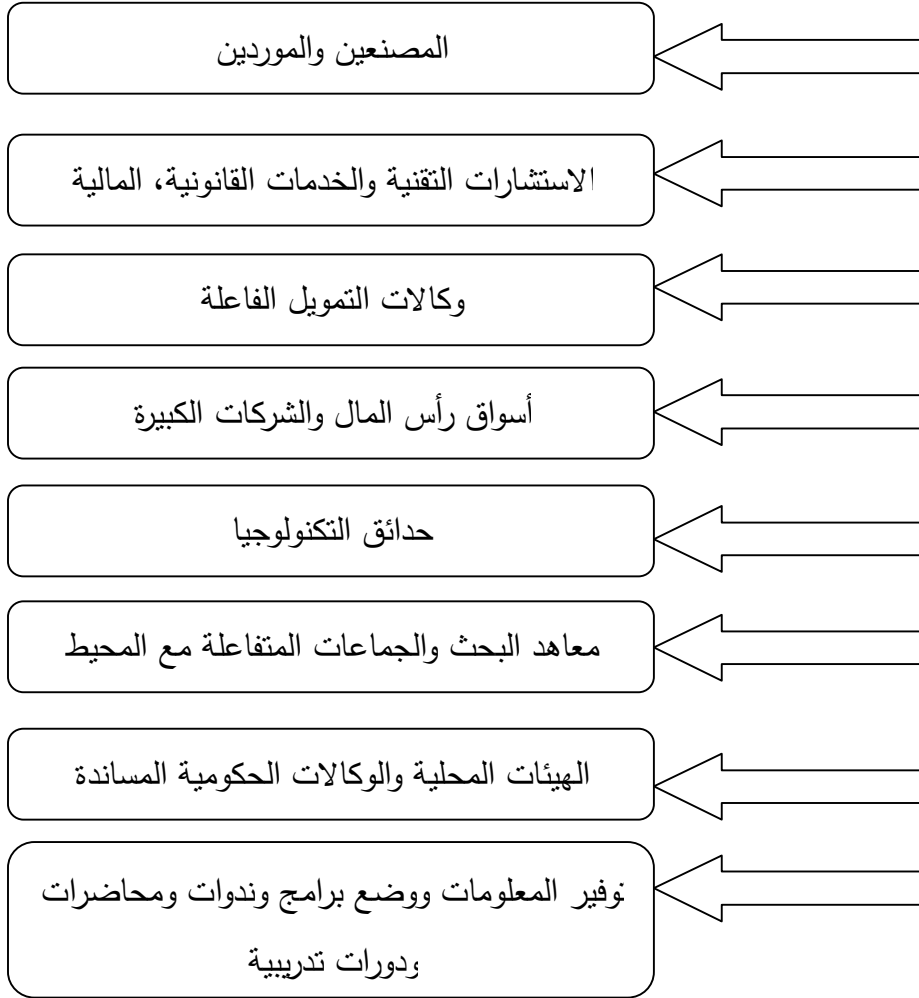 المصنعين والموردين
الاستشارات التقنية والخدمات القانونية، المالية
وكالات التمويل الفاعلة
أسواق رأس المال والشركات الكبيرة
حدائق التكنولوجيا
معاهد البحث والجماعات المتفاعلة مع المحيط
الهيئات المحلية والوكالات الحكومية المساندة
توفير المعلومات ووضع برامج وندوات ومحاضرات
ودورات تدريبية